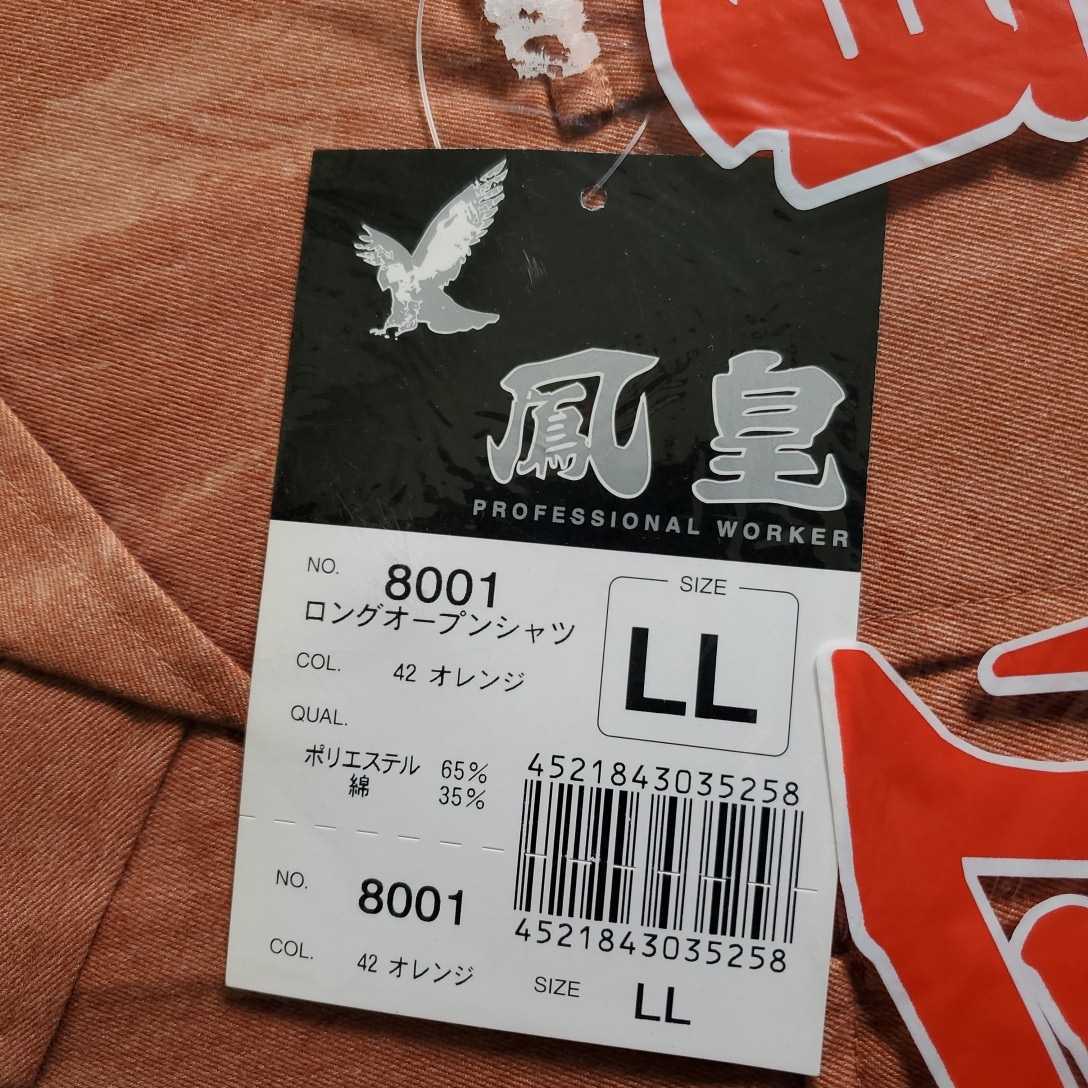 鳳皇
PROFESSIONAL WORKER
NO. 8001
ロングオープンシャツ
SIZE
LL
COL. 42 オレンジ
QUAL.
ポリエステル 65%
綿 35%
4521843035258
4521843035258
NO. 8001
COL. 42 オレンジ
SIZE LL